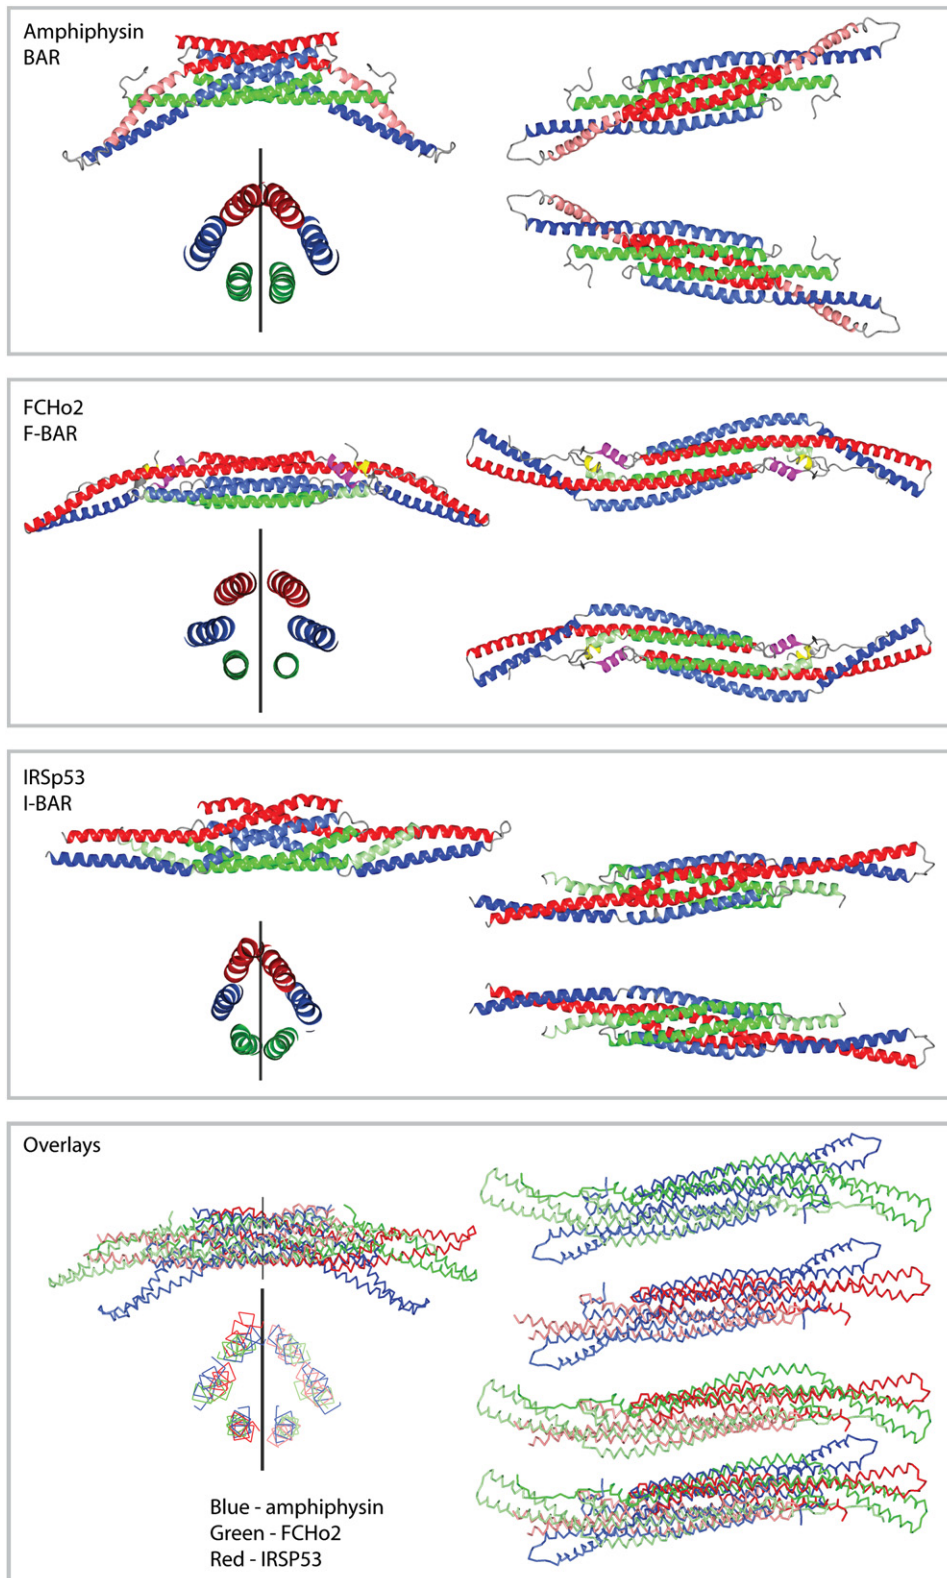 Amphiphysin
BAR
FCHo2
F-BAR
IRSp53
I-BAR
Overlays
Blue - amphiphysin
Green - FCHo2
Red - IRSP53